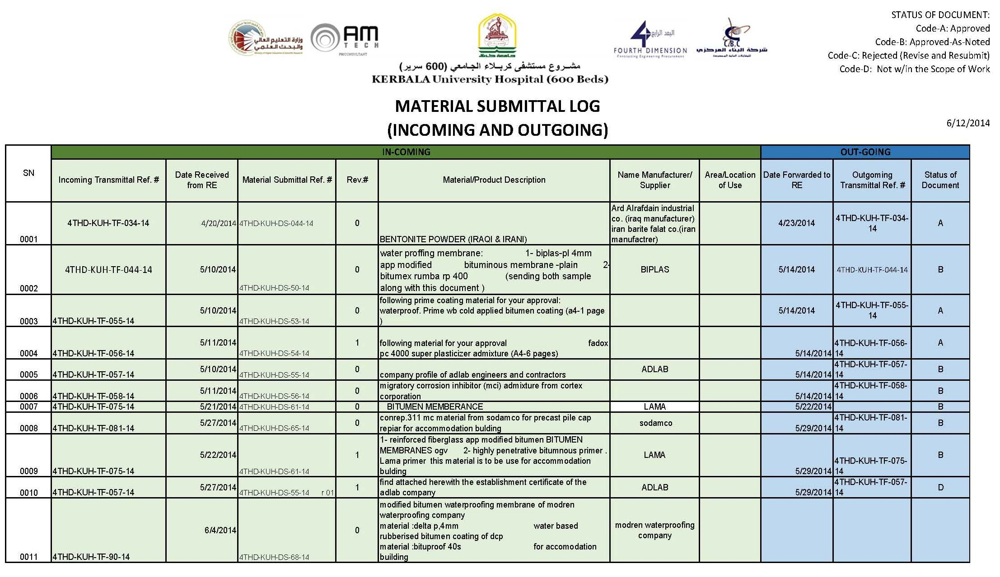 STATUS OF DOCUMENT:
Code-A: Approved
Code-B: Approved-As-Noted
Code-C: Rejected (Revise and Resubmit)
Code-D: Not w/in the Scope of Work
وزارة التعليم العالي
والبحث العلمي
Ministry of Higher Education & Scientific Research
AM
TECH
PM/CONSULTANT
جامعة كربلاء
4
البعد الرابع
FOURTH DIMENSION
Contracting Engineering Procurement
C.B.C
شركة البناء المركزي
مشروع مستشفى كربلاء الجامعي (600 سرير)
KERBALA University Hospital (600 Beds)
MATERIAL SUBMITTAL LOG
(INCOMING AND OUTGOING)
6/12/2014
SN
IN-COMING
OUT-GOING
Incoming Transmittal Ref. #
Date Received
from RE
Material Submittal Ref. #
Rev.#
Material/Product Description
Name Manufacturer/
Supplier
Area/Location
of Use
Date Forwarded to
RE
Outgoming
Transmittal Ref. #
Status of
Document
0001
4THD-KUH-TF-034-14
4/20/2014
4THD-KUH-DS-044-14
0
BENTONITE POWDER (IRAQI & IRANI)
Ard Alrafdain industrial
co. (iraq manufacturer)
iran barite falat co.(iran
manufactrer)
4/23/2014
4THD-KUH-TF-034-
14
A
0002
4THD-KUH-TF-044-14
5/10/2014
4THD-KUH-DS-50-14
0
water proffing membrane: 1- biplas-pl 4mm
app modified bituminous membrane -plain 2-
bitumex rumba rp 400 (sending both sample
along with this document )
BIPLAS
5/14/2014
4THD-KUH-TF-044-14
B
0003
4THD-KUH-TF-055-14
5/10/2014
4THD-KUH-DS-53-14
0
following prime coating material for your approval:
waterproof. Prime wb cold applied bitumen coating (a4-1 page
)
5/14/2014
4THD-KUH-TF-055-
14
A
0004
4THD-KUH-TF-056-14
5/11/2014
4THD-KUH-DS-54-14
1
following material for your approval fadox
pc 4000 super plasticizer admixture (A4-6 pages)
5/14/2014
4THD-KUH-TF-056-
14
A
0005
4THD-KUH-TF-057-14
5/10/2014
4THD-KUH-DS-55-14
0
company profile of adlab engineers and contractors
ADLAB
5/14/2014
4THD-KUH-TF-057-
14
B
0006
4THD-KUH-TF-058-14
5/11/2014
4THD-KUH-DS-56-14
0
migratory corrosion inhibitor (mci) admixture from cortex
corporation
5/14/2014
4THD-KUH-TF-058-
14
B
0007
4THD-KUH-TF-075-14
5/21/2014
4THD-KUH-DS-61-14
0
BITUMEN MEMBERANCE
LAMA
5/22/2014
B
0008
4THD-KUH-TF-081-14
5/27/2014
4THD-KUH-DS-65-14
0
conrep.311 mc material from sodamco for precast pile cap
repiar for accommodation bulding
sodamco
5/29/2014
4THD-KUH-TF-081-
14
B
0009
4THD-KUH-TF-075-14
5/22/2014
4THD-KUH-DS-61-14
1
1- reinforced fiberglass app modified bitumen BITUMEN
MEMBRANES ogv 2- highly penetrative bitumnous primer .
Lama primer this material is to be use for accommodation
bulding
LAMA
5/29/2014
4THD-KUH-TF-075-
14
B
0010
4THD-KUH-TF-057-14
5/27/2014
4THD-KUH-DS-55-14 r 01
1
find attached herewith the establishment certificate of the
adlab company
ADLAB
5/29/2014
4THD-KUH-TF-057-
14
D
0011
4THD-KUH-TF-90-14
6/4/2014
4THD-KUH-DS-68-14
0
modified bitumen waterproofing membrane of modren
waterproofing company
material :delta p,4mm water based
rubberised bitumen coating of dcp
material :bituproof 40s for accomodation
building
modren waterproofing
company